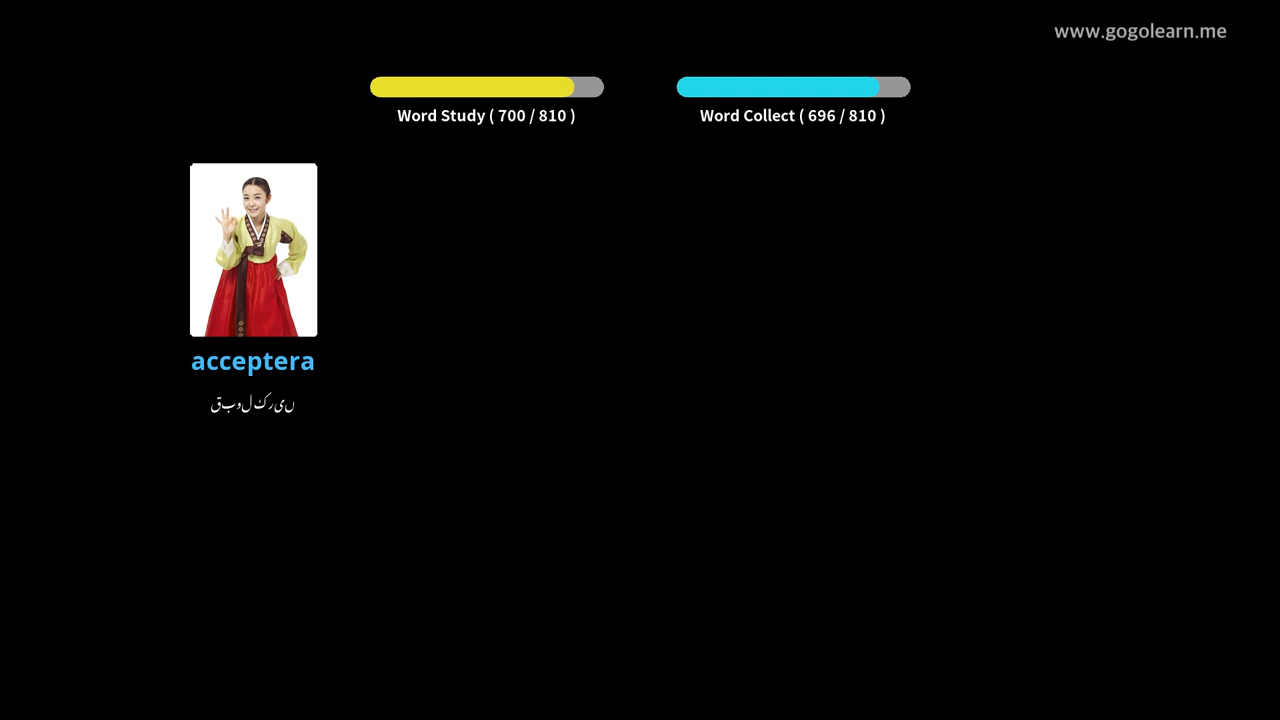 www.gogolearn.me
Word Study ( 700 / 810 )
Word Collect ( 696 / 810 )
acceptera
قبول کریں